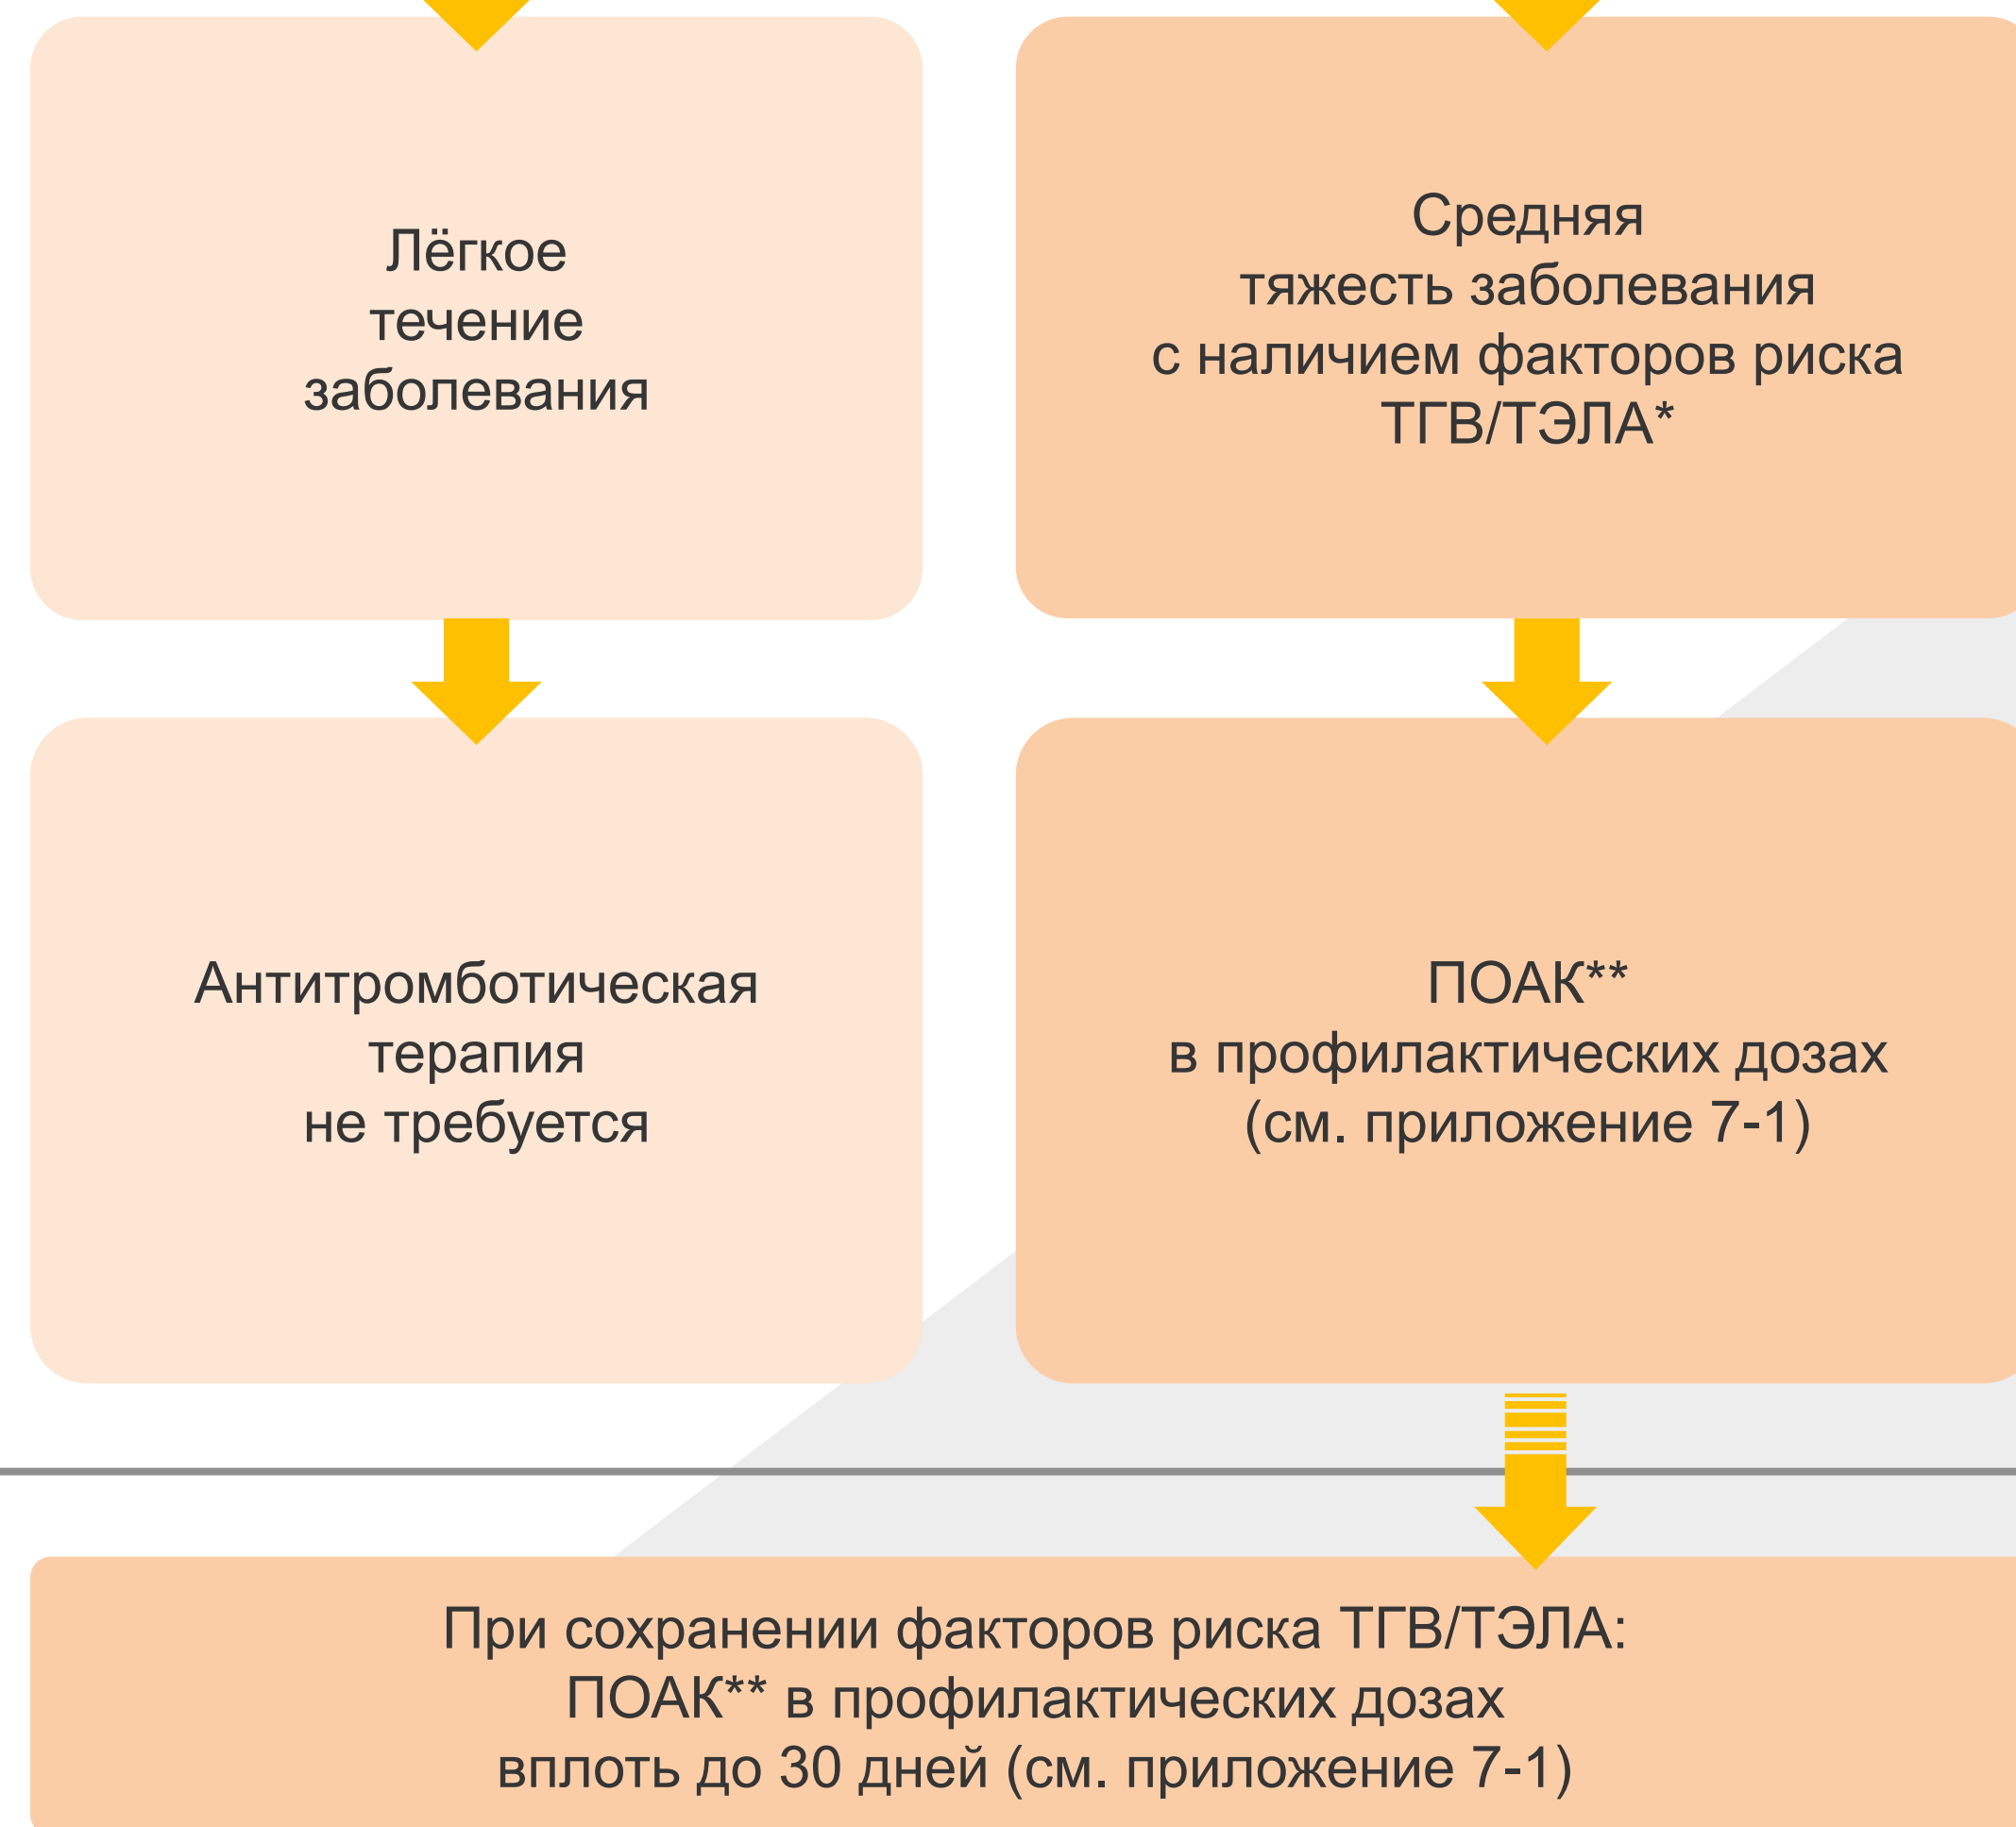 Лёгкое
течение
заболевания
Средняя
тяжесть заболевания
с наличием факторов риска
ТГВ/ТЭЛА*
Антитромботическая
терапия
не требуется
ПОАК**
в профилактических дозах
(см. приложение 7-1)
При сохранении факторов риска ТГВ/ТЭЛА:
ПОАК** в профилактических дозах
вплоть до 30 дней (см. приложение 7-1)